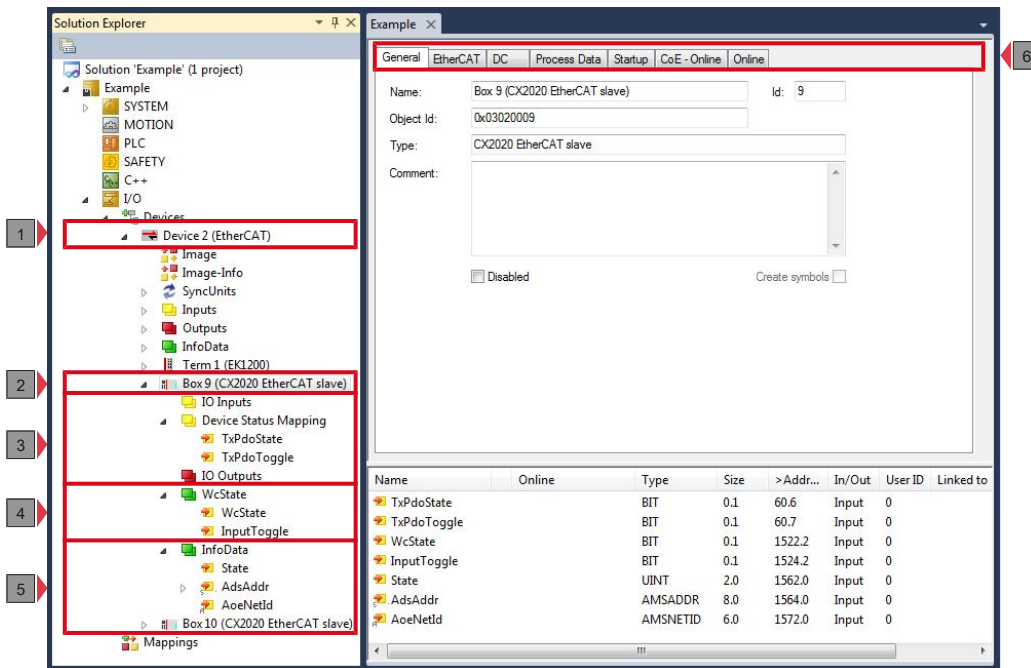 Solution Explorer
Solution 'Example' (1 project)
Example
SYSTEM
MOTION
PLC
SAFETY
C++
I/O
Devices
1
Device 2 (EtherCAT)
Image
Image-Info
SyncUnits
Inputs
Outputs
InfoData
Term 1 (EK1200)
2
Box 9 (CX2020 EtherCAT slave)
IO Inputs
Device Status Mapping
3
TxPdoState
TxPdoToggle
IO Outputs
WcState
4
WcState
InputToggle
InfoData
State
5
AdsAddr
AoeNetId
Box 10 (CX2020 EtherCAT slave)
Mappings
Example
General EtherCAT DC Process Data Startup CoE - Online Online
6
Name: Box 9 (CX2020 EtherCAT slave) Id: 9
Object Id: 0x03020009
Type: CX2020 EtherCAT slave
Comment:
Disabled Create symbols
Name Online Type Size >Addr... In/Out User ID Linked to
TxPdoState BIT 0.1 60.6 Input 0
TxPdoToggle BIT 0.1 60.7 Input 0
WcState BIT 0.1 1522.2 Input 0
InputToggle BIT 0.1 1524.2 Input 0
State UINT 2.0 1562.0 Input 0
AdsAddr AMSADDR 8.0 1564.0 Input 0
AoeNetId AMSNETID 6.0 1572.0 Input 0